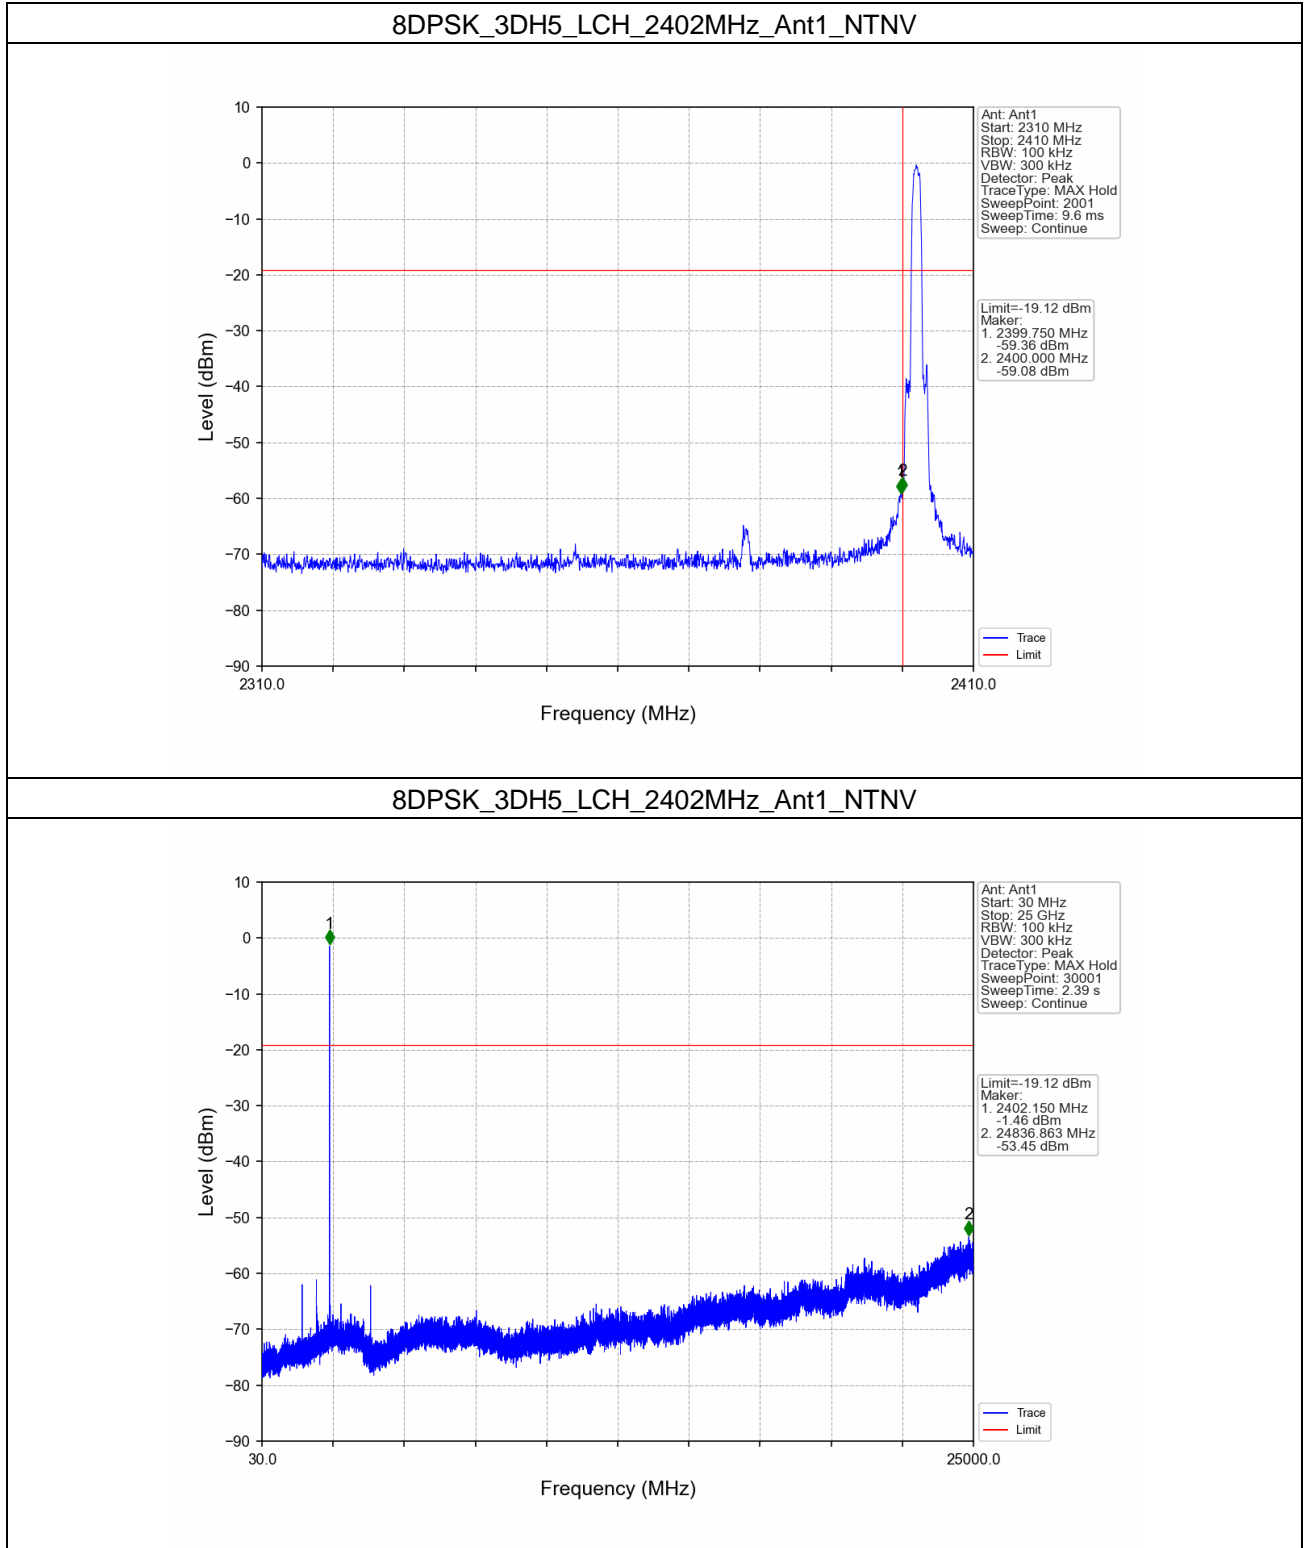 8DPSK_3DH5_LCH_2402MHz_Ant1_NTNV
10
0
−10
−20
−30
−40
−50
−60
−70
−80
−90
Level (dBm)
2310.0
2410.0
Frequency (MHz)
1
2
Ant: Ant1
Start: 2310 MHz
Stop: 2410 MHz
RBW: 100 kHz
VBW: 300 kHz
Detector: Peak
TraceType: MAX Hold
SweepPoint: 2001
SweepTime: 9.6 ms
Sweep: Continue
Limit=-19.12 dBm
Maker:
1. 2399.750 MHz
-59.36 dBm
2. 2400.000 MHz
-59.08 dBm
Trace
Limit
8DPSK_3DH5_LCH_2402MHz_Ant1_NTNV
10
0
−10
−20
−30
−40
−50
−60
−70
−80
−90
Level (dBm)
30.0
25000.0
Frequency (MHz)
1
2
Ant: Ant1
Start: 30 MHz
Stop: 25 GHz
RBW: 100 kHz
VBW: 300 kHz
Detector: Peak
TraceType: MAX Hold
SweepPoint: 30001
SweepTime: 2.39 s
Sweep: Continue
Limit=-19.12 dBm
Maker:
1. 2402.150 MHz
-1.46 dBm
2. 24836.863 MHz
-53.45 dBm
Trace
Limit